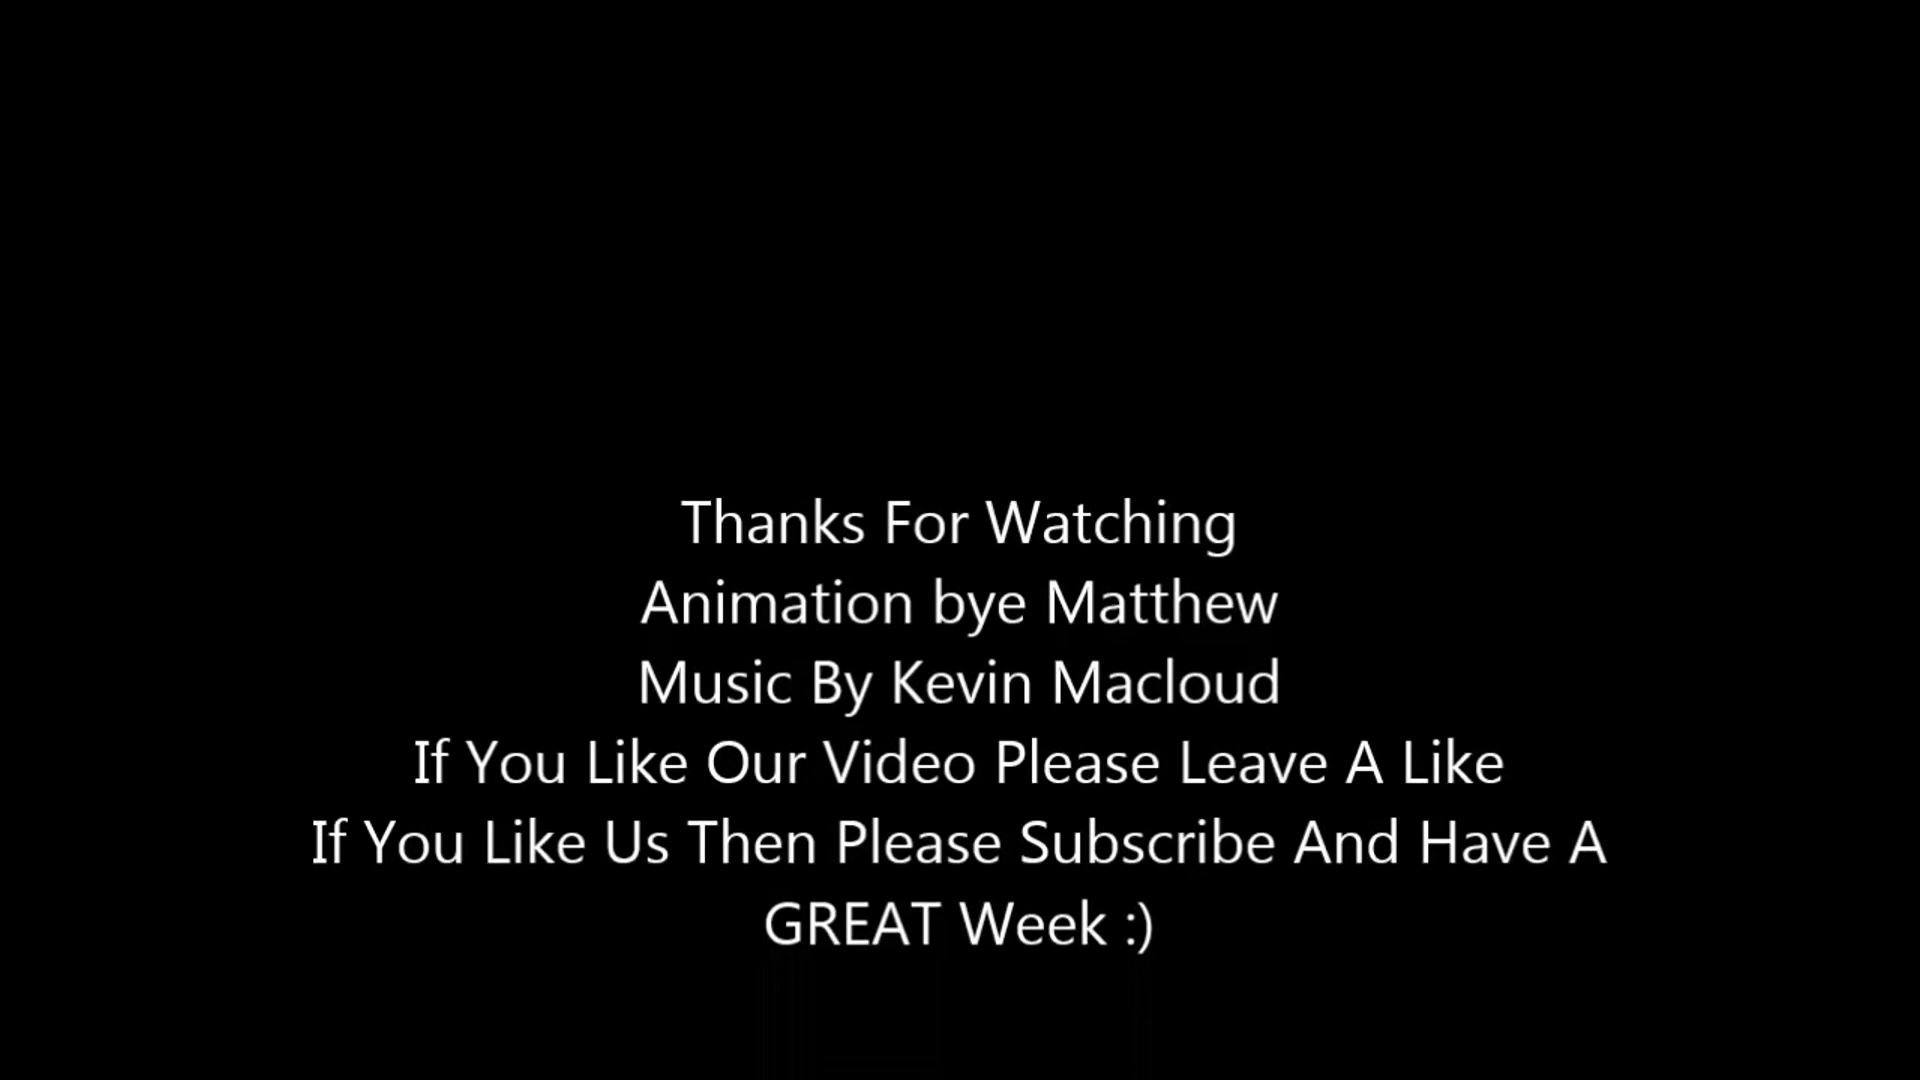 Thanks For Watching
Animation bye Matthew
Music By Kevin Macloud
If You Like Our Video Please Leave A Like
If You Like Us Then Please Subscribe And Have A
GREAT Week :)